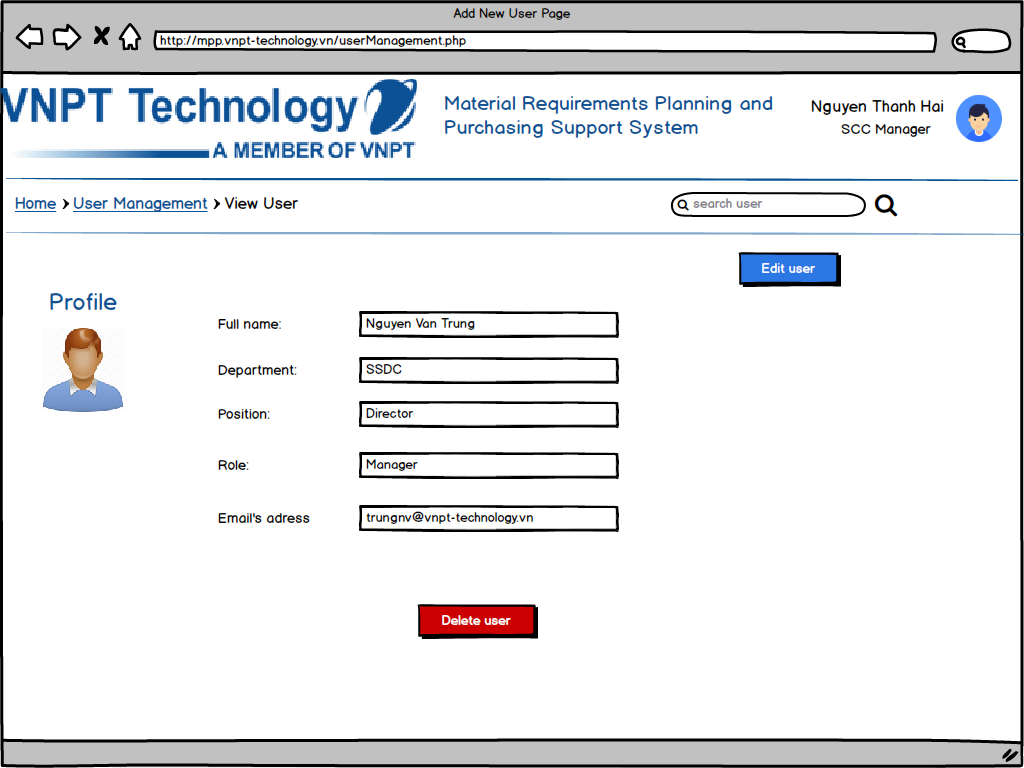 Add New User Page
http://mpp.vnpt-technology.vn/userManagement.php
VNPT Technology
A MEMBER OF VNPT
Material Requirements Planning and
Purchasing Support System
Nguyen Thanh Hai
SCC Manager
Home > User Management > View User
search user
Edit user
Profile
Full name: Nguyen Van Trung
Department: SSDC
Position: Director
Role: Manager
Email's adress trungnv@vnpt-technology.vn
Delete user